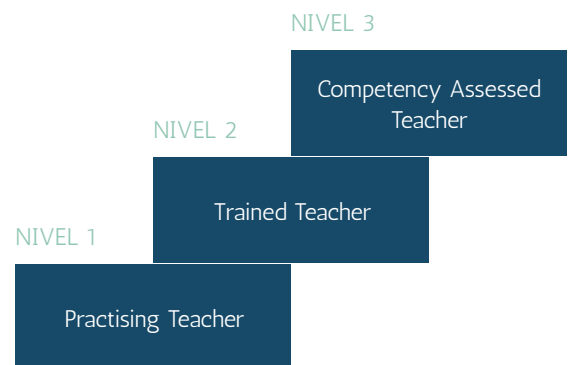 NIVEL 3
Competency Assessed
Teacher
NIVEL 2
Trained Teacher
NIVEL 1
Practising Teacher